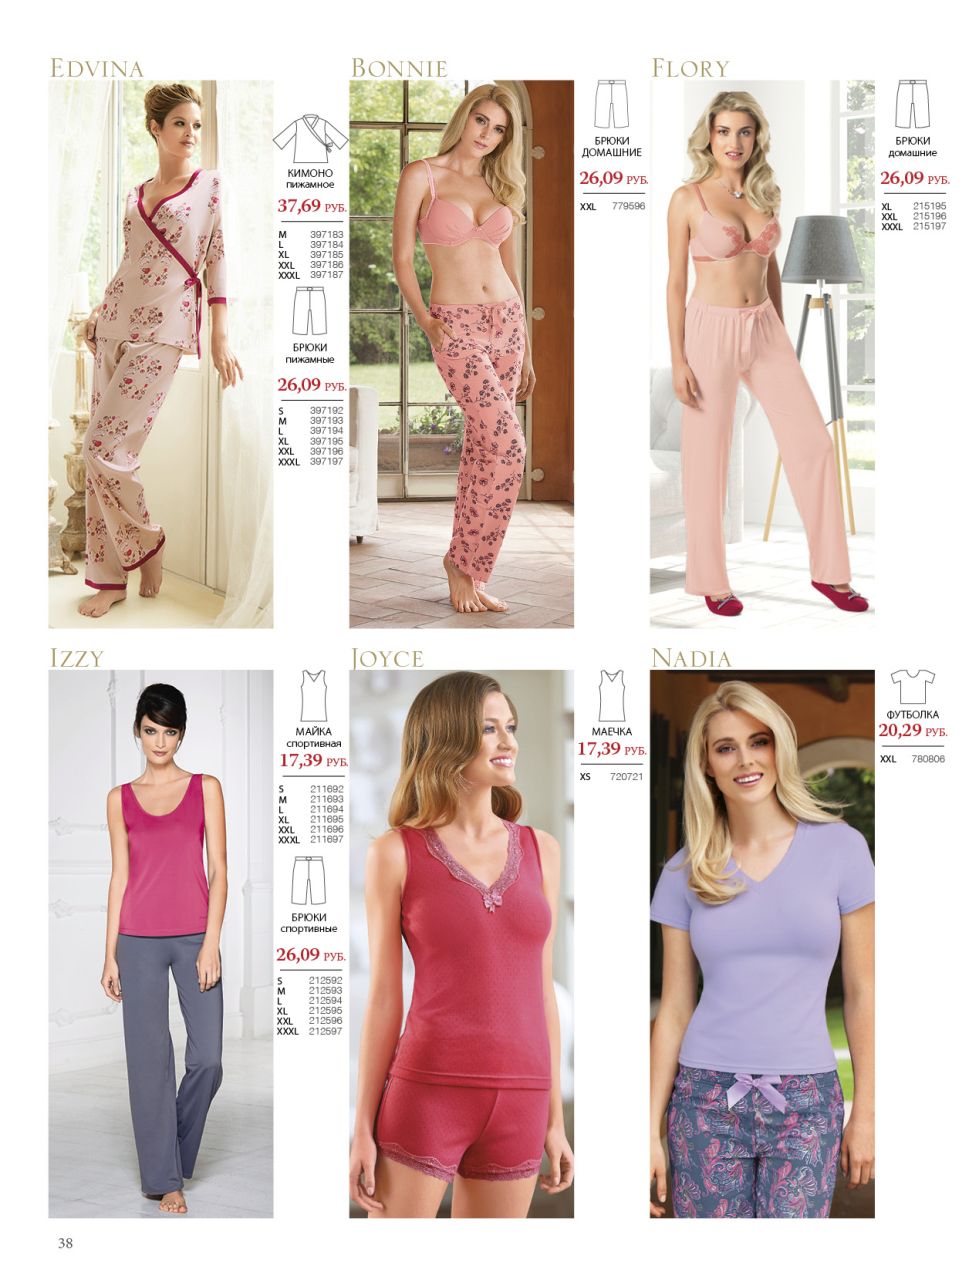 EDVINA
КИМОНО
пижамное
37,69 РУБ.
M 397183
L 397184
XL 397185
XXL 397186
XXXL 397187
БРЮКИ
пижамные
26,09 РУБ.
S 397192
M 397193
L 397194
XL 397195
XXL 397196
XXXL 397197
BONNIE
БРЮКИ
ДОМАШНИЕ
26,09 РУБ.
XXL 779596
FLORY
БРЮКИ
домашние
26,09 РУБ.
XL 215195
XXL 215196
XXXL 215197
IZZY
МАЙКА
спортивная
17,39 РУБ.
S 211692
M 211693
L 211694
XL 211695
XXL 211696
XXXL 211697
БРЮКИ
спортивные
26,09 РУБ.
S 212592
M 212593
L 212594
XL 212595
XXL 212596
XXXL 212597
JOYCE
МАЕЧКА
17,39 РУБ.
XS 720721
NADIA
ФУТБОЛКА
20,29 РУБ.
XXL 780806
38